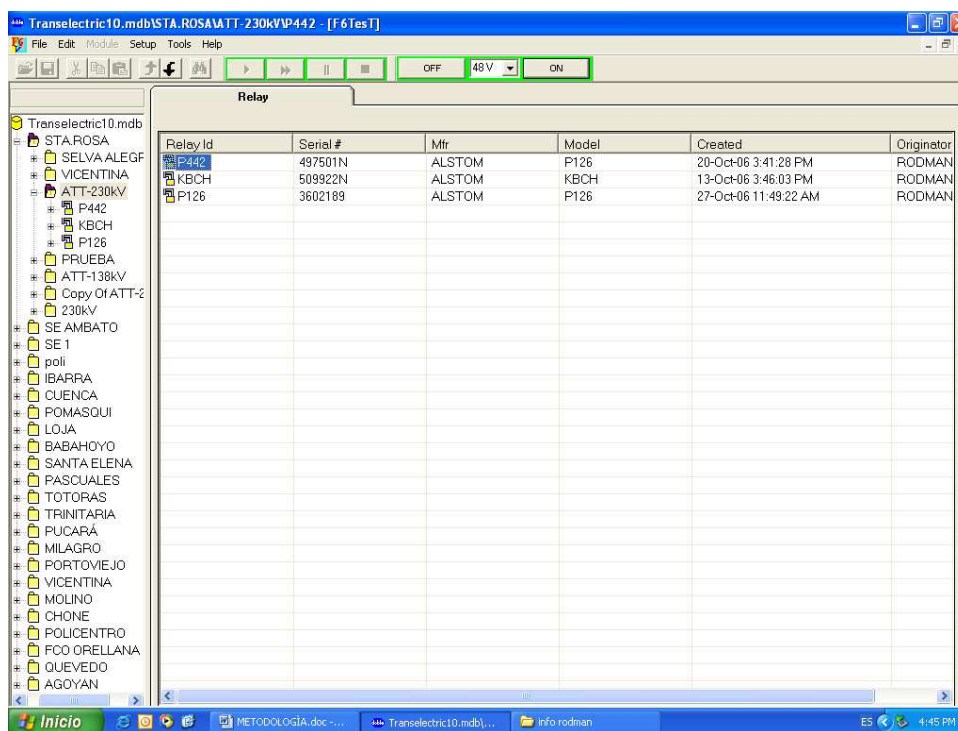 Transelectric10.mdb\STA.ROSA\ATT-230kV\P442 - [F6TesT]
File Edit Module Setup Tools Help
OFF 48 V ON
Relay
Transelectric10.mdb
STA.ROSA
SELVA ALEGF
VICENTINA
ATT-230kV
P442
KBCH
P126
PRUEBA
ATT-138kV
Copy Of ATT-2
230kV
SE AMBATO
SE 1
poli
IBARRA
CUENCA
POMASQUI
LOJA
BABAHOYO
SANTA ELENA
PASCUALES
TOTORAS
TRINITARIA
PUCARÁ
MILAGRO
PORTOVIEJO
VICENTINA
MOLINO
CHONE
POLICENTRO
FCO ORELLANA
QUEVEDO
AGOYAN
Relay Id Serial # Mfr Model Created Originator
P442 497501N ALSTOM P126 20-Oct-06 3:41:28 PM RODMAN
KBCH 509922N ALSTOM KBCH 13-Oct-06 3:46:03 PM RODMAN
P126 3602189 ALSTOM P126 27-Oct-06 11:49:22 AM RODMAN
Inicio METODOLOGÌA.doc -... Transelectric10.mdb\... info rodman ES 4:45 PM